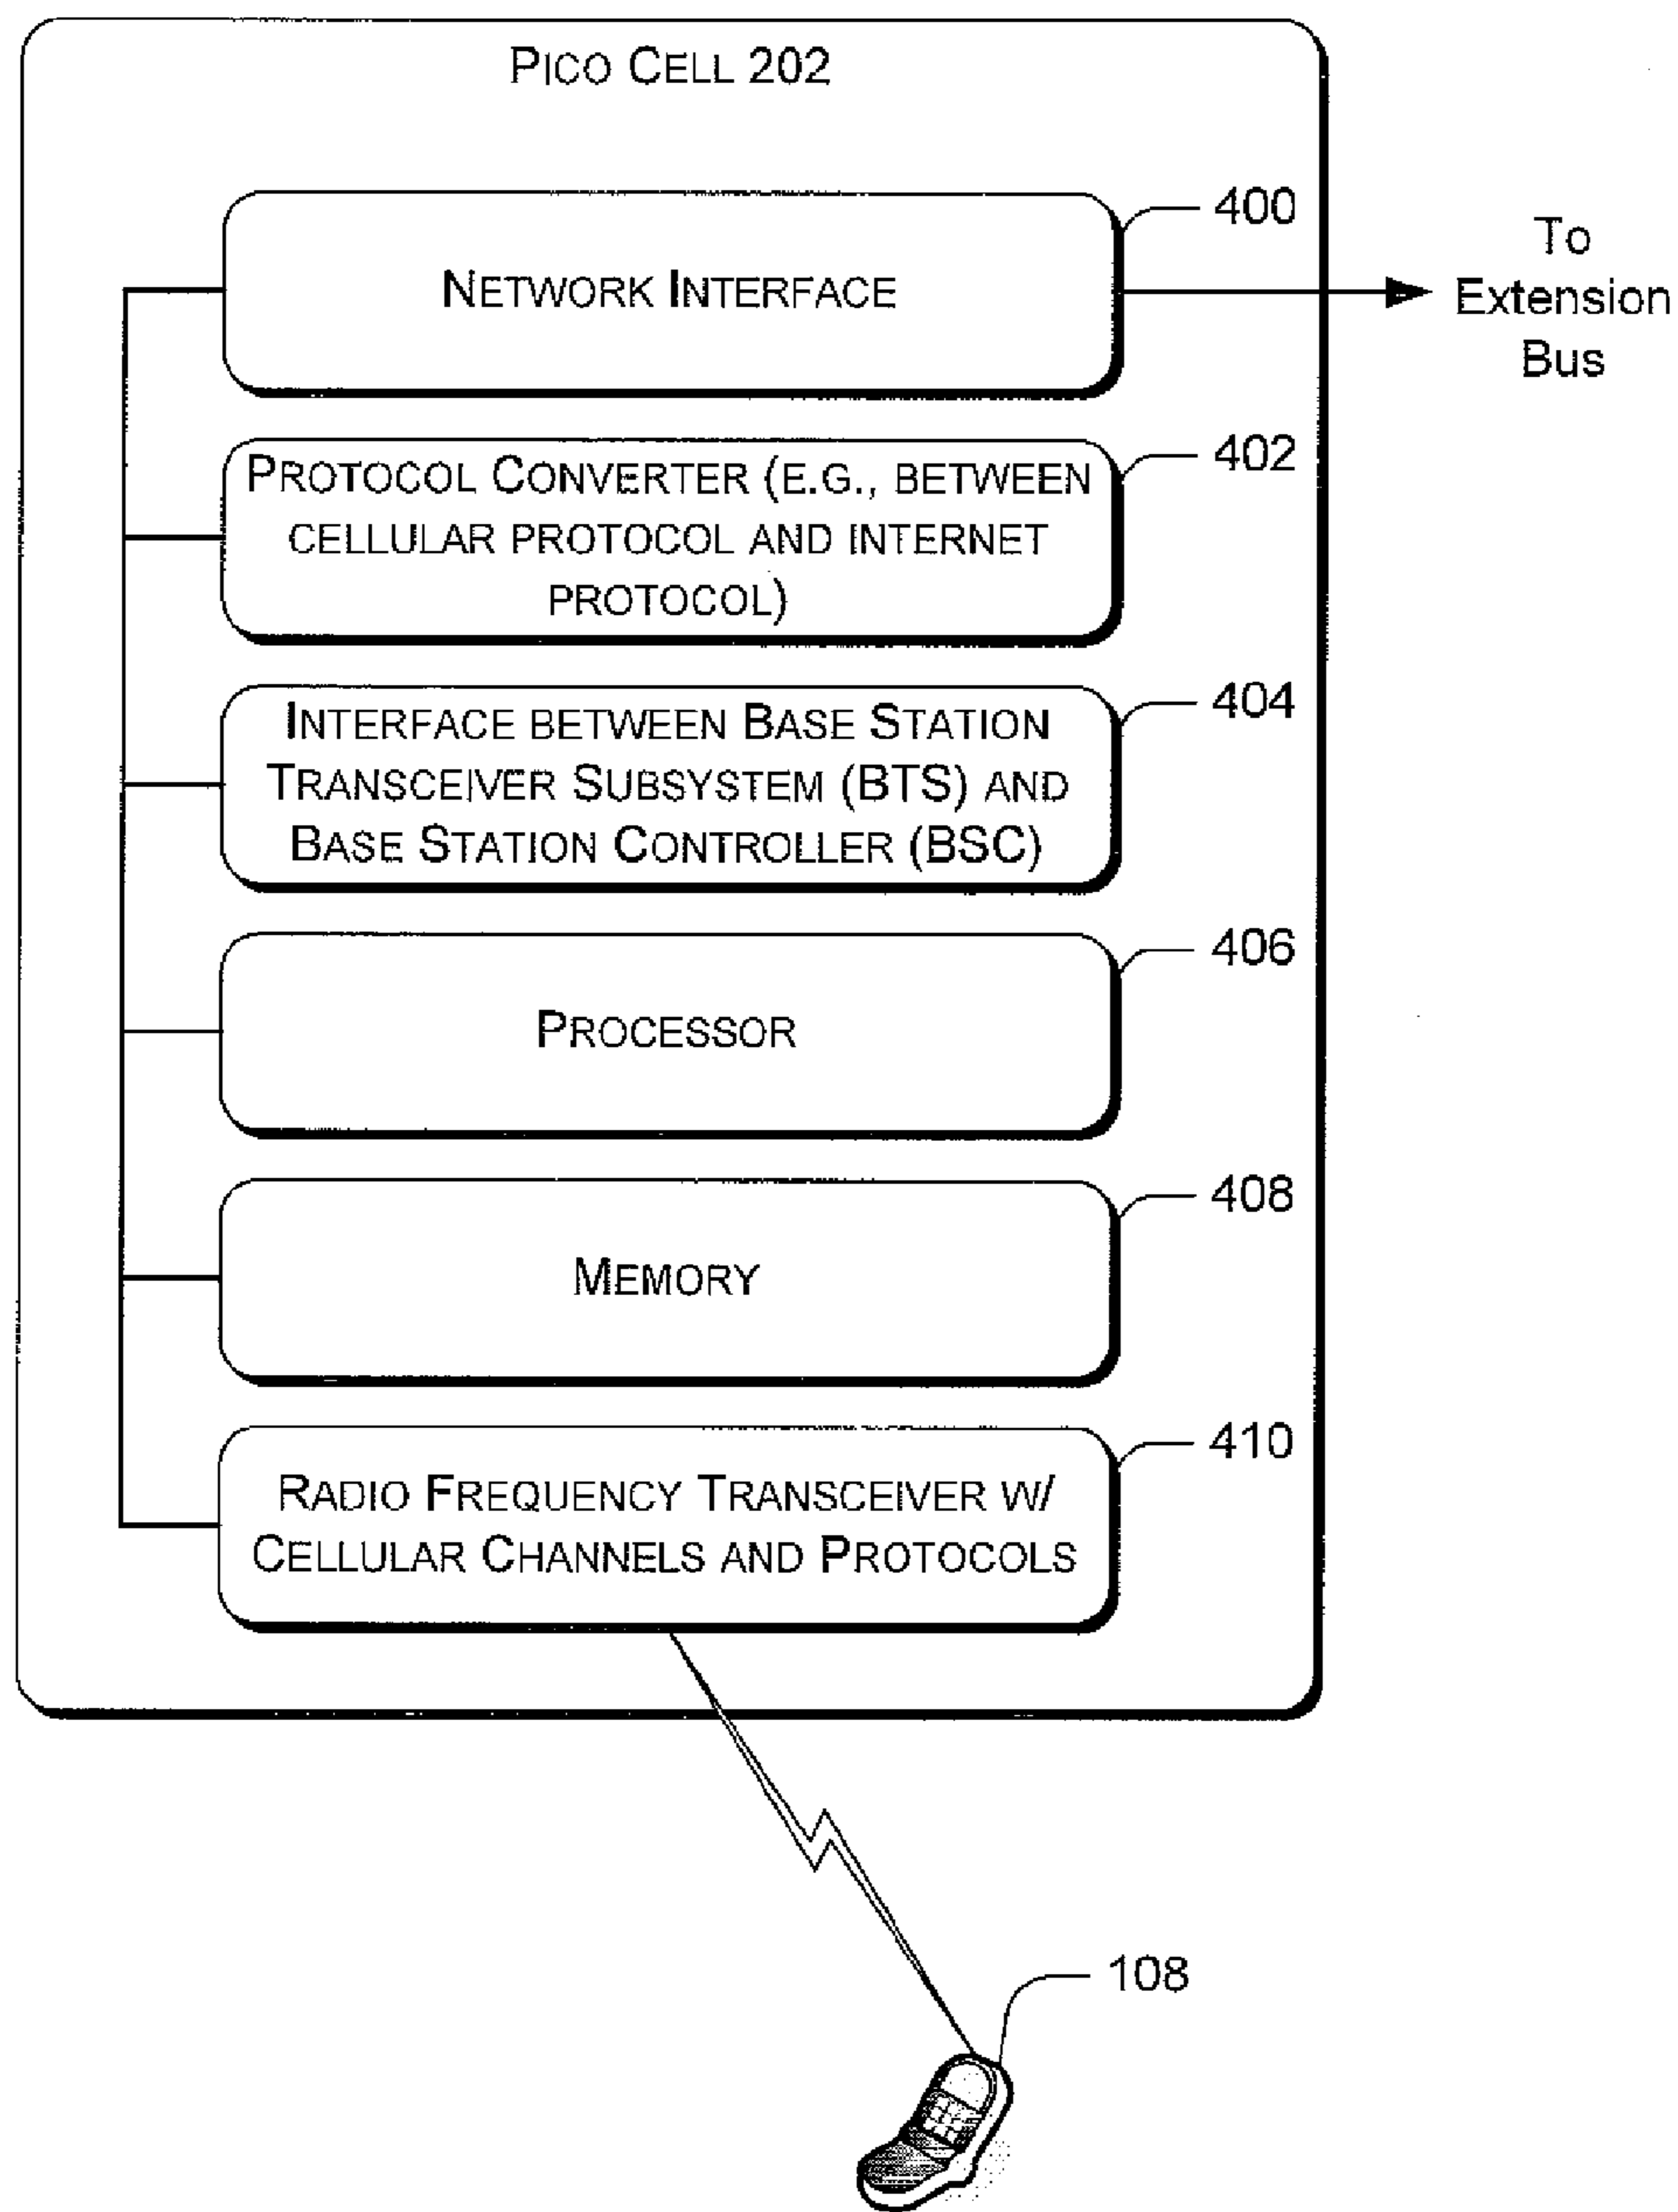 PICO CELL 202
400
NETWORK INTERFACE
To
Extension
Bus
402
PROTOCOL CONVERTER (E.G., BETWEEN
CELLULAR PROTOCOL AND INTERNET
PROTOCOL)
404
INTERFACE BETWEEN BASE STATION
TRANSCEIVER SUBSYSTEM (BTS) AND
BASE STATION CONTROLLER (BSC)
406
PROCESSOR
408
MEMORY
410
RADIO FREQUENCY TRANSCEIVER W/
CELLULAR CHANNELS AND PROTOCOLS
108